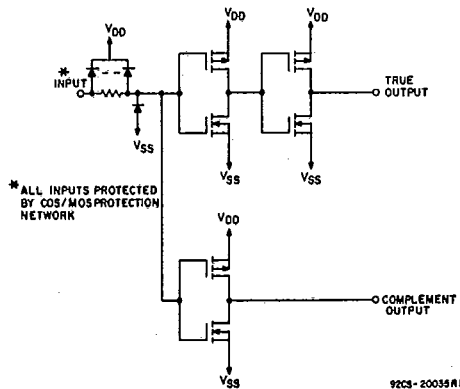 VDD
VDD
VDD
*
INPUT
TRUE
OUTPUT
VSS
VSS
VSS
* ALL INPUTS PROTECTED
BY COS/MOS PROTECTION
NETWORK
VDD
COMPLEMENT
OUTPUT
VSS
92CS-20035RI